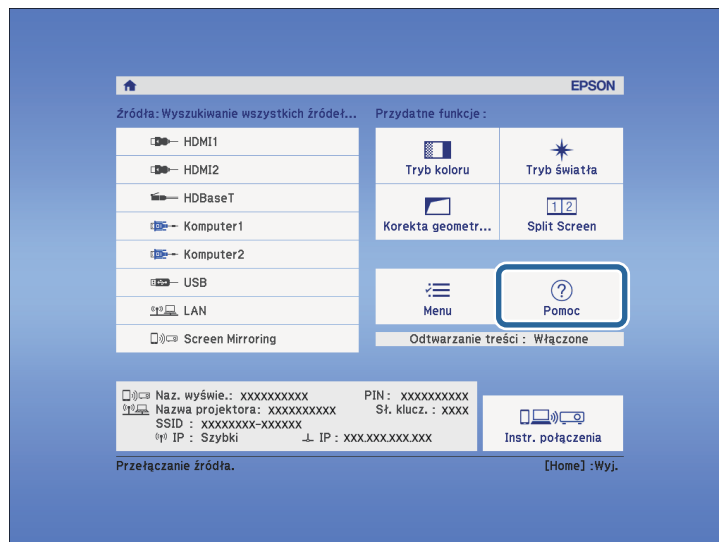 EPSON
Źródła: Wyszukiwanie wszystkich źródeł...
HDMI1
HDMI2
HDBaseT
Komputer1
Komputer2
USB
LAN
Screen Mirroring
Przydatne funkcje :
Tryb koloru
Tryb światła
Korekta geometr...
1 2
Split Screen
Menu
? 
Pomoc
Odtwarzanie treści : Włączone
Naz. wyświe.: xxxxxxxxxx PIN : xxxxxxxxxx
Nazwa projektora: xxxxxxxxxx Sł. klucz. : xxxx
SSID : xxxxxxxx-xxxxxx
IP : Szybki IP : xxx.xxx.xxx.xxx
Instr. połączenia
Przełączanie źródła. [Home] :Wyj.